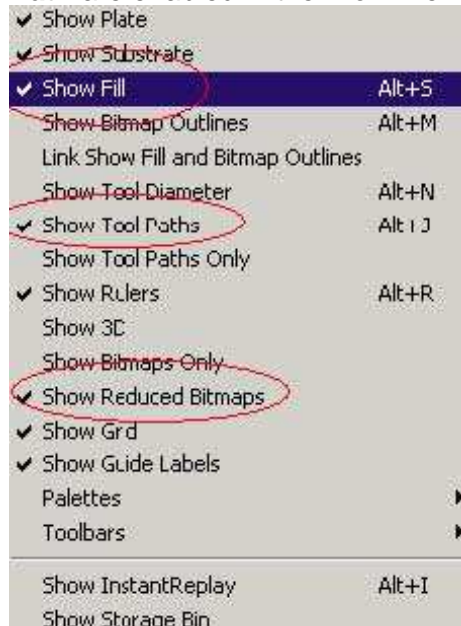 ✔ Show Plate
✔ Show Substrate
✔ Show Fill Alt+S
Show Bitmap Outlines Alt+M
Link Show Fill and Bitmap Outlines
Show Tool Diameter Alt+N
✔ Show Tool Paths Alt+J
Show Tool Paths Only
✔ Show Rulers Alt+R
Show 3D
Show Bitmaps Only
✔ Show Reduced Bitmaps
✔ Show Grid
✔ Show Guide Labels
Palettes
Toolbars
Show InstantReplay Alt+I
Show Storage Bin